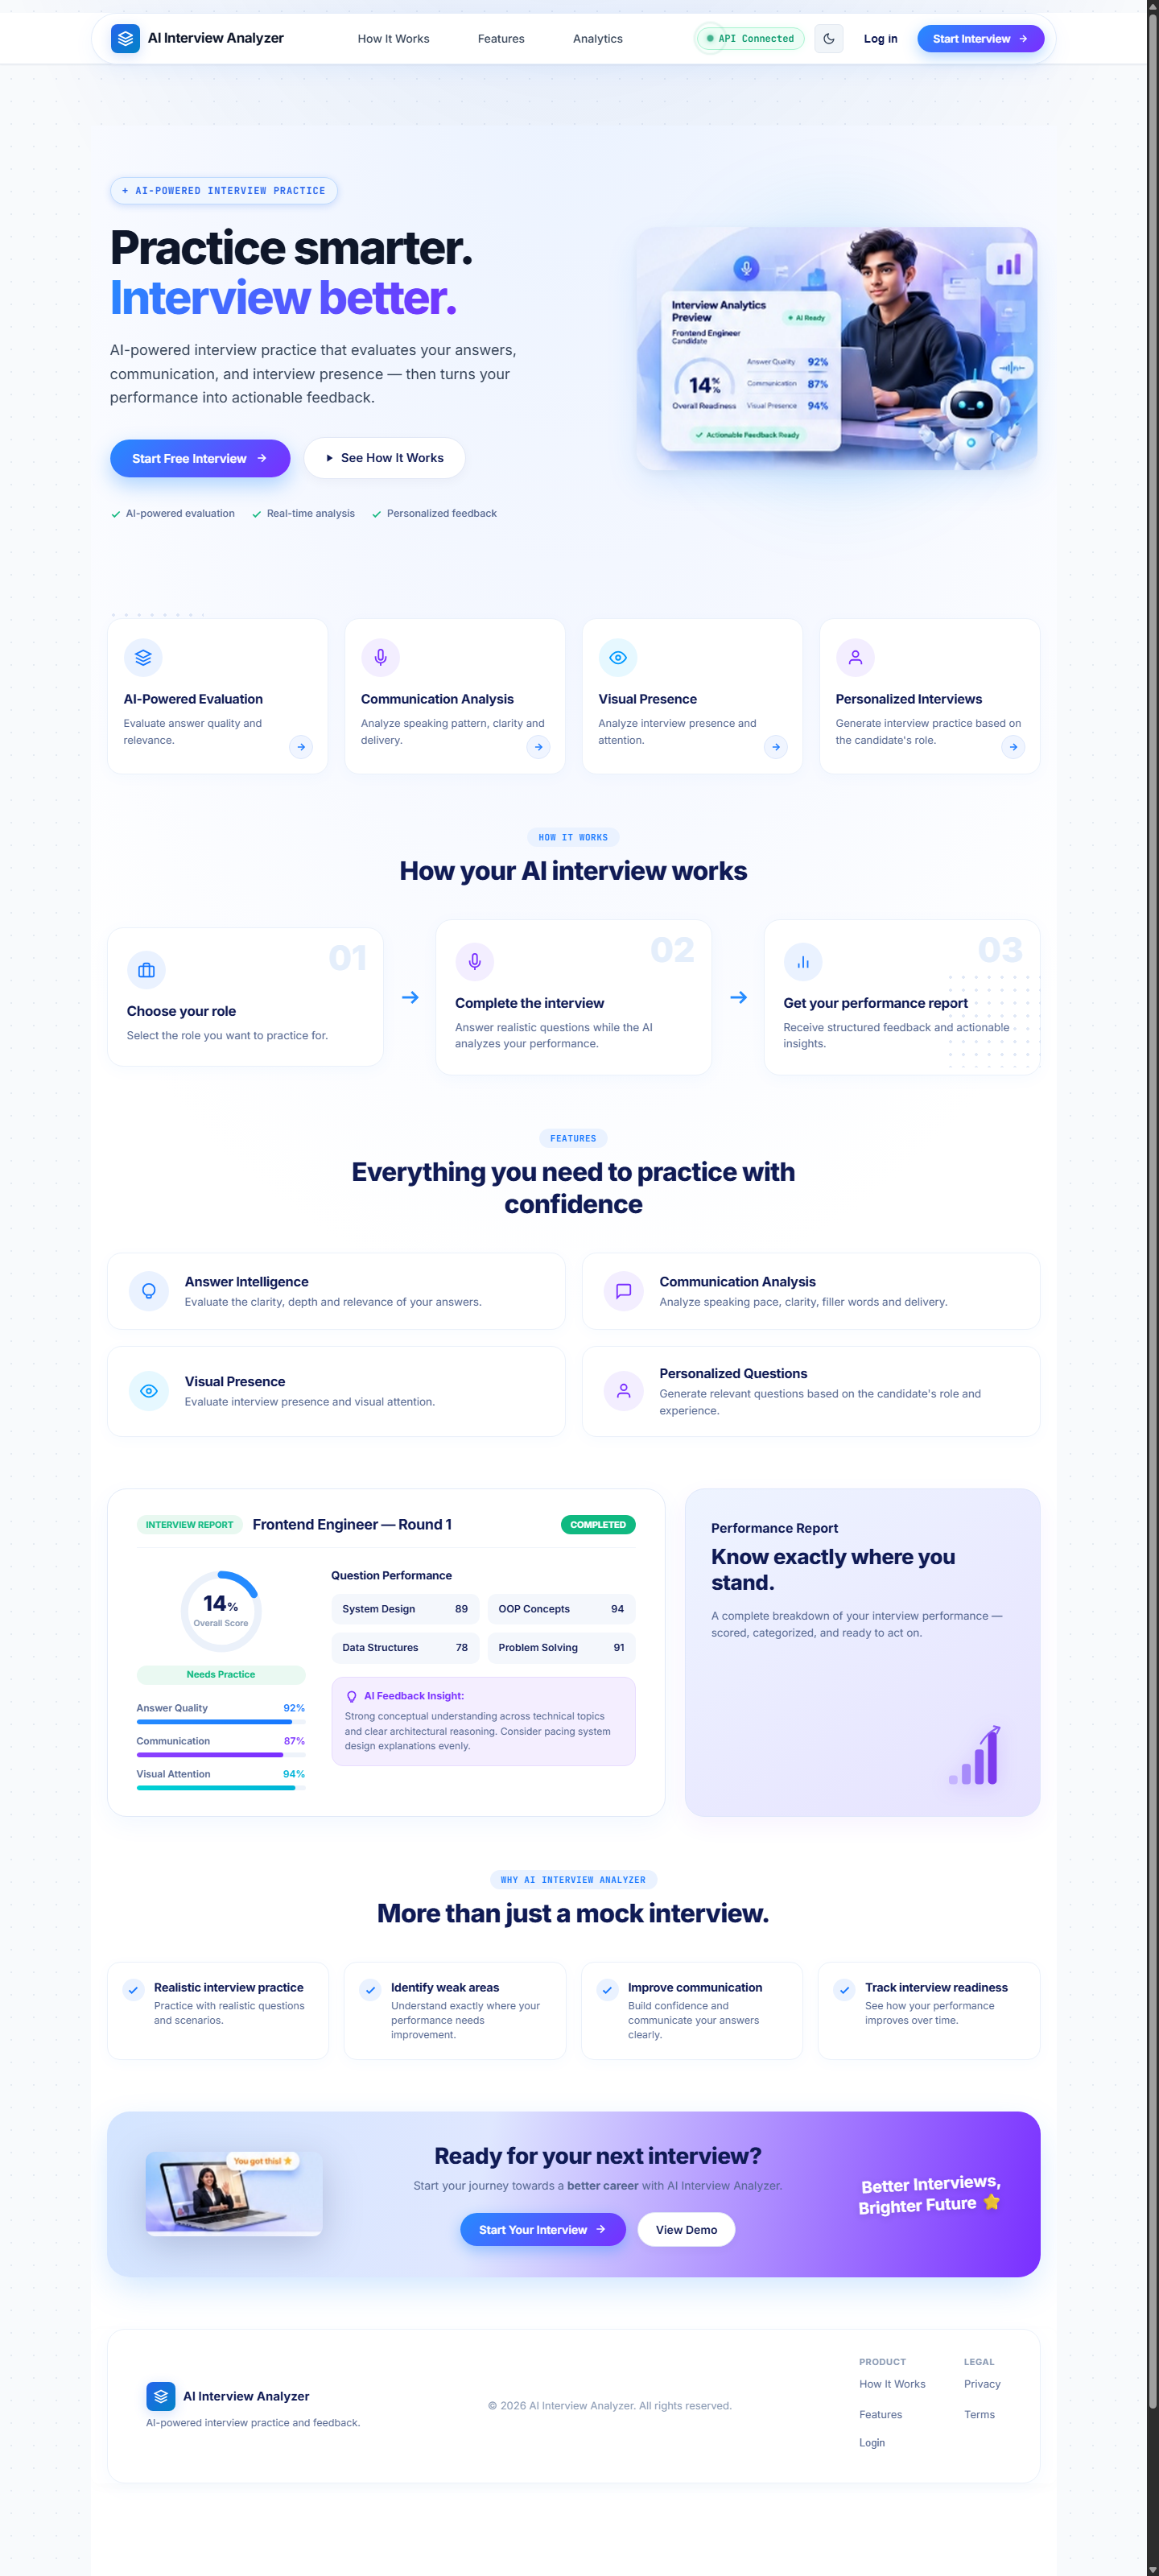 AI Interview Analyzer
How It Works
Features
Analytics
API Connected
Log in
Start Interview →
+ AI-POWERED INTERVIEW PRACTICE
Practice smarter.
Interview better.
AI-powered interview practice that evaluates your answers,
communication, and interview presence — then turns your
performance into actionable feedback.
Start Free Interview →
See How It Works
AI-powered evaluation
Real-time analysis
Personalized feedback
Interview Analytics
Preview
+ AI Ready
Frontend Engineer
Candidate
14%
%
Overall Readiness
Answer Quality 92%
Communication 87%
Visual Presence 94%
Actionable Feedback Ready
AI-Powered Evaluation
Evaluate answer quality and
relevance.
Communication Analysis
Analyze speaking pattern, clarity and
delivery.
Visual Presence
Analyze interview presence and
attention.
Personalized Interviews
Generate interview practice based on
the candidate's role.
HOW IT WORKS
How your AI interview works
01
Choose your role
Select the role you want to practice for.
02
Complete the interview
Answer realistic questions while the AI
analyzes your performance.
03
Get your performance report
Receive structured feedback and actionable
insights.
FEATURES
Everything you need to practice with
confidence
Answer Intelligence
Evaluate the clarity, depth and relevance of your answers.
Communication Analysis
Analyze speaking pace, clarity, filler words and delivery.
Visual Presence
Evaluate interview presence and visual attention.
Personalized Questions
Generate relevant questions based on the candidate's role and
experience.
INTERVIEW REPORT
Frontend Engineer — Round 1
COMPLETED
14%
Overall Score
Needs Practice
Answer Quality 92%
Communication 87%
Visual Attention 94%
Question Performance
System Design 89
OOP Concepts 94
Data Structures 78
Problem Solving 91
AI Feedback Insight:
Strong conceptual understanding across technical topics
and clear architectural reasoning. Consider pacing system
design explanations evenly.
Performance Report
Know exactly where you
stand.
A complete breakdown of your interview performance —
scored, categorized, and ready to act on.
WHY AI INTERVIEW ANALYZER
More than just a mock interview.
Realistic interview practice
Practice with realistic questions
and scenarios.
Identify weak areas
Understand exactly where your
performance needs
improvement.
Improve communication
Build confidence and
communicate your answers
clearly.
Track interview readiness
See how your performance
improves over time.
You got this!
Ready for your next interview?
Start your journey towards a better career with AI Interview Analyzer.
Start Your Interview →
View Demo
Better Interviews,
Brighter Future
AI Interview Analyzer
AI-powered interview practice and feedback.
© 2026 AI Interview Analyzer. All rights reserved.
PRODUCT
How It Works
Features
Login
LEGAL
Privacy
Terms